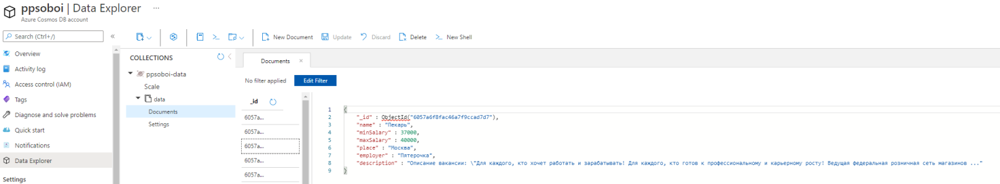 ppsoboi | Data Explorer ...
Azure Cosmos DB account
Search (Ctrl+/)
Overview
Activity log
Access control (IAM)
Tags
Diagnose and solve problems
Quick start
Notifications
Data Explorer
Settings
New Document Update Discard Delete New Shell
COLLECTIONS
ppsoboi-data
Scale
data
Documents
Settings
Documents
No filter applied Edit Filter
_id
6057a...
6057a...
6057a...
6057a...
6057a...
1 {
2 "_id" : ObjectId("6057a6f8fac46a7f9ccad7d7"),
3 "name" : "Пекарь",
4 "minSalary" : 37000,
5 "maxSalary" : 40000,
6 "place" : "Москва",
7 "employer" : "Пятерочка",
8 "description" : "Описание вакансии: \"Для каждого, кто хочет работать и зарабатывать! Для каждого, кто готов к профессиональному и карьерному росту! Ведущая федеральная розничная сеть магазинов ..."
9 }